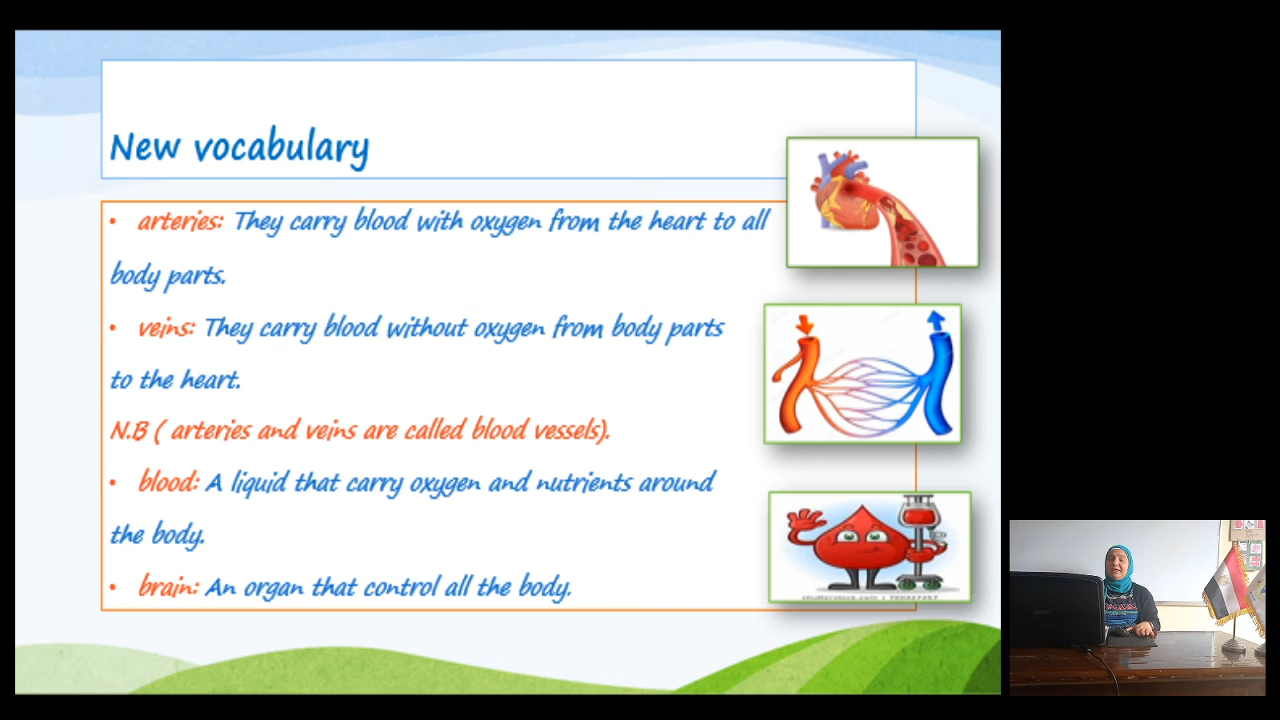 New vocabulary
• arteries: They carry blood with oxygen from the heart to all
body parts.
• veins: They carry blood without oxygen from body parts
to the heart.
N.B ( arteries and veins are called blood vessels).
• blood: A liquid that carry oxygen and nutrients around
the body.
• brain: An organ that control all the body.